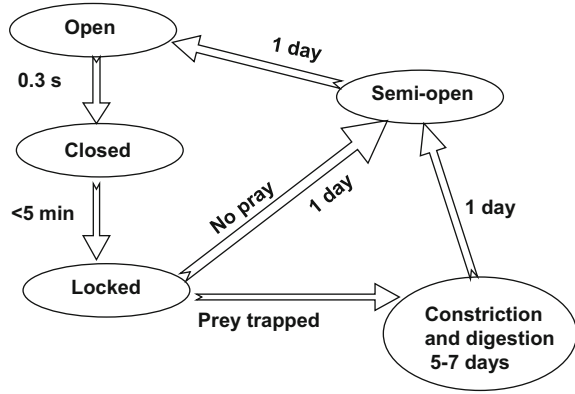 Open
1 day
0.3 s
Semi-open
Closed
No pray
1 day
<5 min
1 day
Locked
Prey trapped
Constriction
and digestion
5-7 days